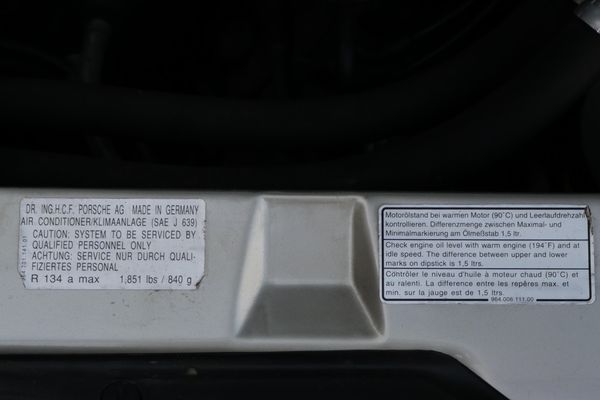 DR. ING.H.C.F. PORSCHE AG MADE IN GERMANY
AIR CONDITIONER/KLIMAANLAGE (SAE J 639)
CAUTION: SYSTEM TO BE SERVICED BY
QUALIFIED PERSONNEL ONLY
ACHTUNG: SERVICE NUR DURCH QUALI-
FIZIERTES PERSONAL
R 134 a max 1,851 lbs / 840 g
Motorölstand bei warmen Motor (90°C) und Leerlaufdrehzahl
kontrollieren. Differenzmenge zwischen Maximal- und
Minimalmarkierung am Ölmeßstab 1,5 ltr.
Check engine oil level with warm engine (194°F) and at
idle speed. The difference between upper and lower
marks on dipstick is 1,5 ltrs.
Côntrôler le niveau d'huile à moteur chaud (90°C) et
au ralenti. La difference entre les repères max. et
min. sur la jauge est de 1,5 ltrs.
964.006.111.00